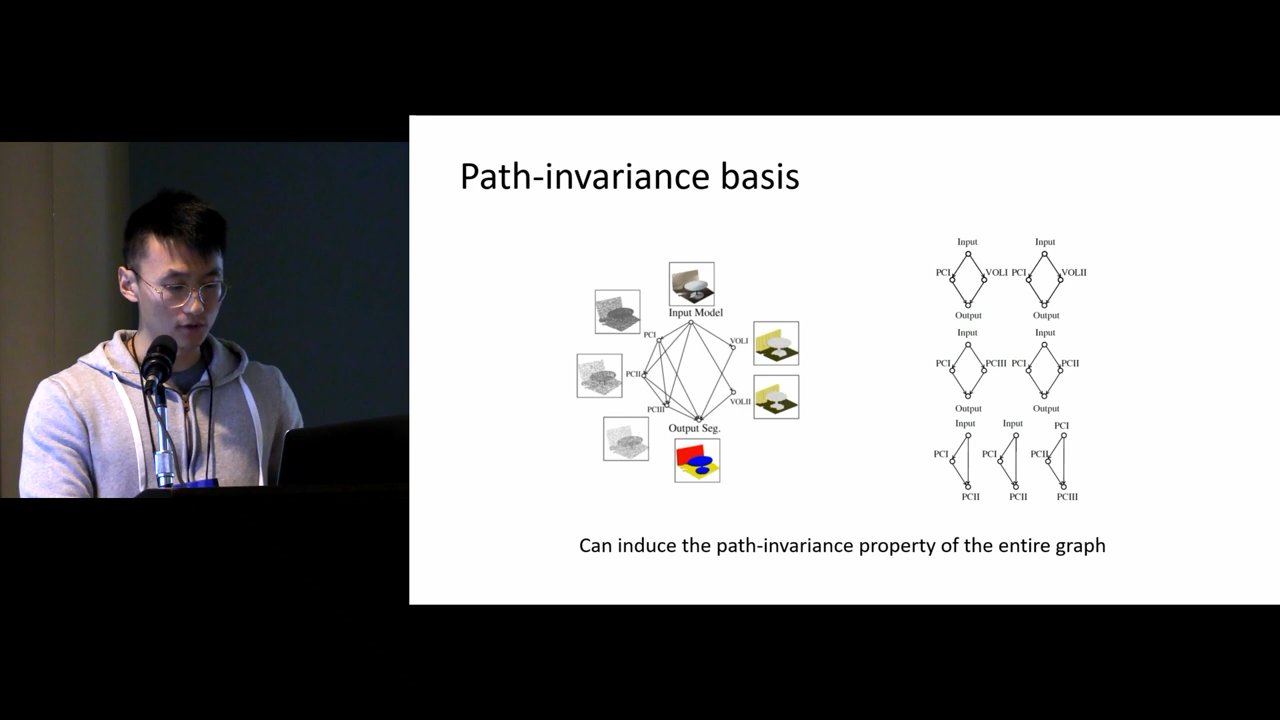 Path-invariance basis
Input Model
PCI
VOLI
PCII
VOLII
PCIII
Output Seg.
Input Input
PCI VOLI PCI VOLII
Output Output
Input Input
PCI PCIII PCI PCII
Output Output
Input Input PCI
PCI PCI PCII
PCII PCII PCIII
Can induce the path-invariance property of the entire graph